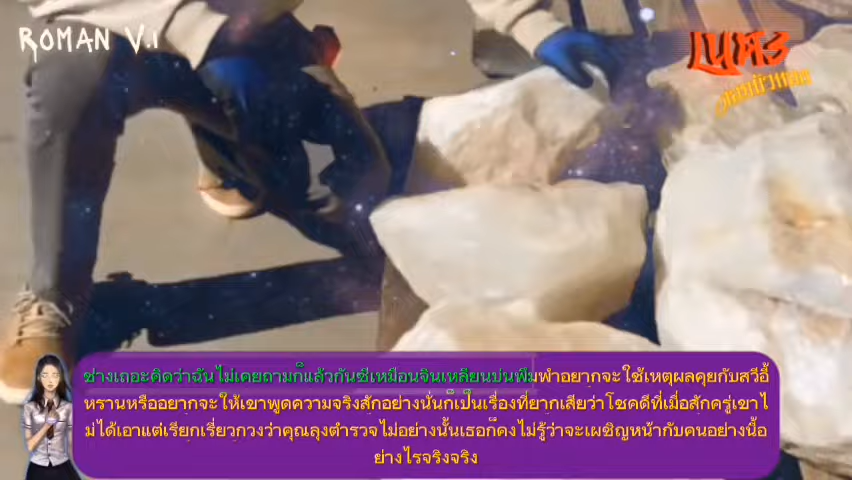 ROMAN V.1
ช่างเถอะคิดว่าฉันไม่เคยถามก็แล้วกันซีเหมือนจินเหลียนบ่นพึมพำอยากจะใช้เหตุผลคุยกับสวีอี้
หรานหรืออยากจะให้เขาพูดความจริงสักอย่างนั่นก็เป็นเรื่องที่ยากเสียว่าโชคดีที่เมื่อสักครู่เขาไ
ม่ได้เอาแต่เรียกเรี่ยวกวงว่าคุณลุงตำรวจไม่อย่างนั้นเธอก็คงไม่รู้ว่าจะเผชิญหน้ากับคนอย่างนี้อ
ย่างไรจริงจริง